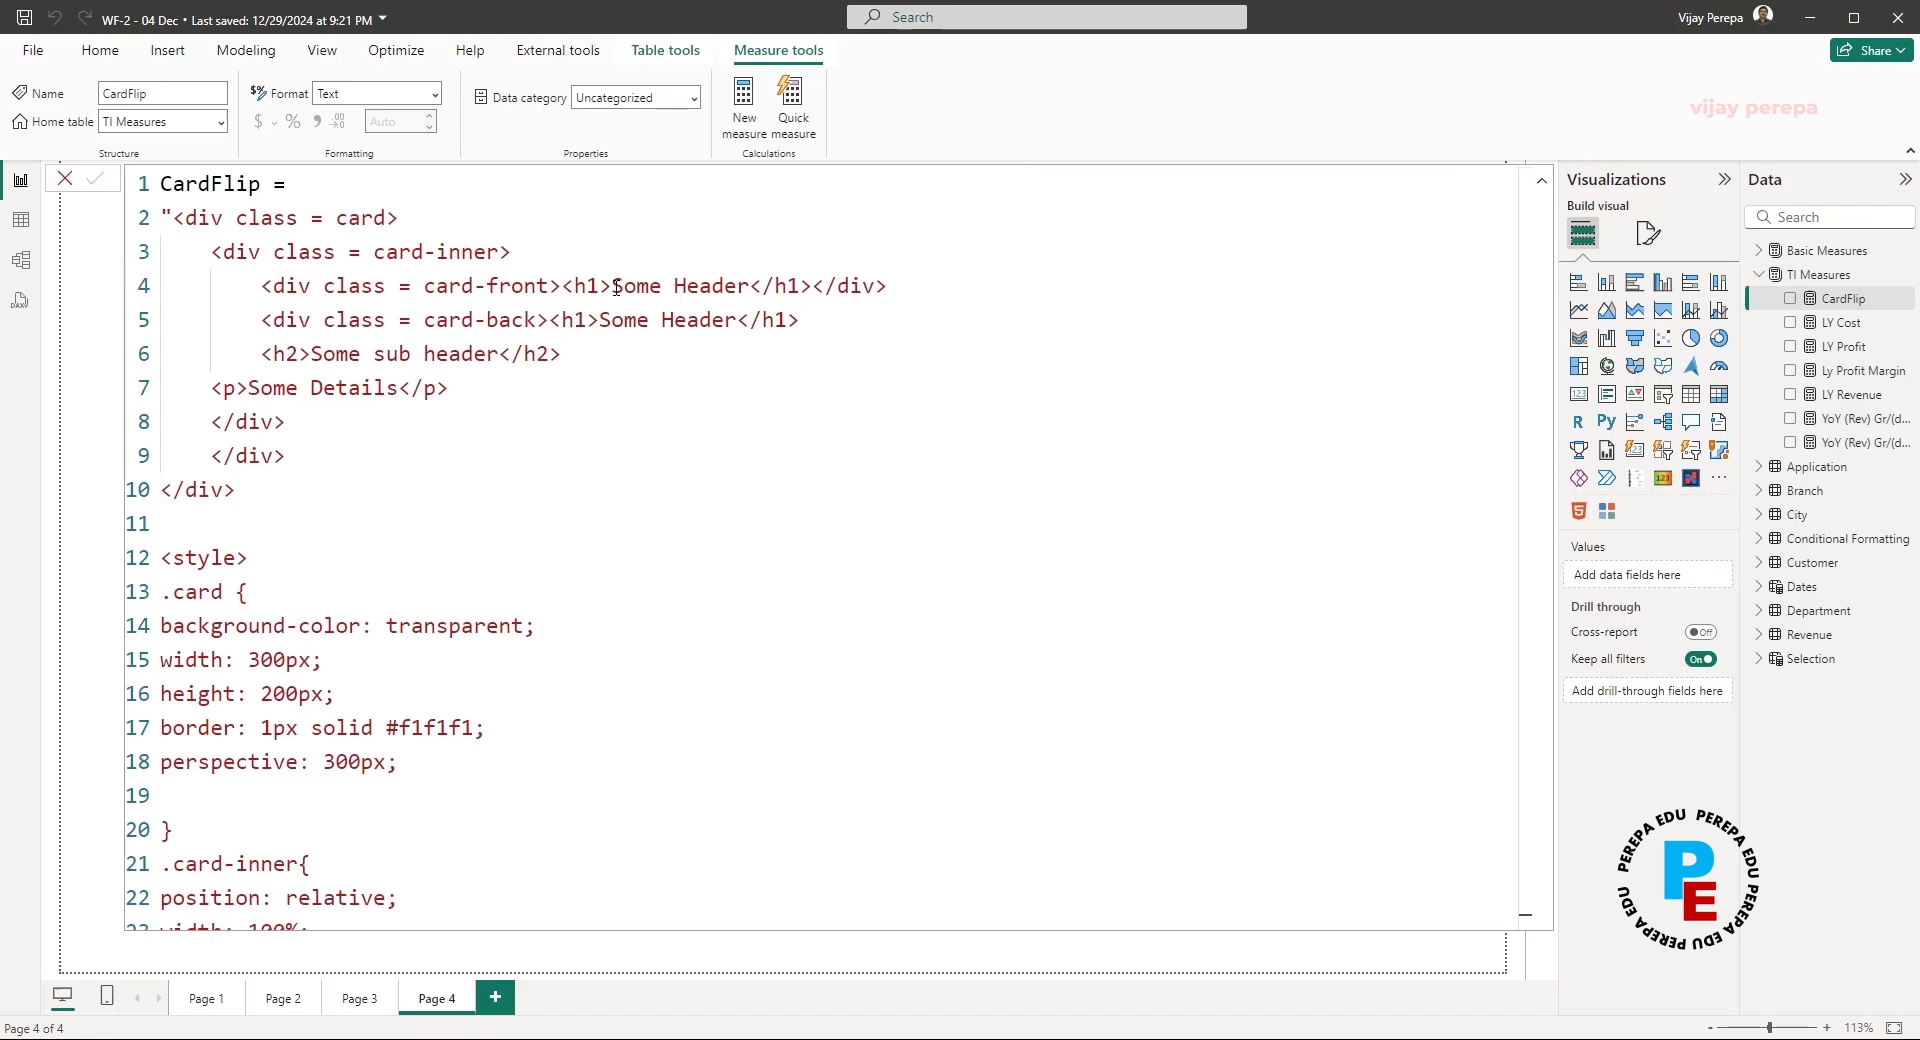 WF-2 - 04 Dec • Last saved: 12/29/2024 at 9:21 PM
Search
Vijay Perepa
File
Home
Insert
Modeling
View
Optimize
Help
External tools
Table tools
Measure tools
Share
Name
CardFlip
Home table
TI Measures
Structure
Format
Text
$
%
Auto
Formatting
Data category
Uncategorized
Properties
New measure
Quick measure
Calculations
vijay perepa
1 CardFlip =
2 "<div class = card>
3 <div class = card-inner>
4 <div class = card-front><h1>Some Header</h1></div>
5 <div class = card-back><h1>Some Header</h1>
6 <h2>Some sub header</h2>
7 <p>Some Details</p>
8 </div>
9 </div>
10 </div>
11
12 <style>
13 .card {
14 background-color: transparent;
15 width: 300px;
16 height: 200px;
17 border: 1px solid #f1f1f1;
18 perspective: 300px;
19
20 }
21 .card-inner{
22 position: relative;
23 width: 100%;
Visualizations
Build visual
Values
Add data fields here
Drill through
Cross-report
Off
Keep all filters
On
Add drill-through fields here
Data
Search
Basic Measures
TI Measures
CardFlip
LY Cost
LY Profit
Ly Profit Margin
LY Revenue
YoY (Rev) Gr/(d...
YoY (Rev) Gr/(d...
Application
Branch
City
Conditional Formatting
Customer
Dates
Department
Revenue
Selection
PEREPA EDU PEREPA EDU PEREPA EDU PEREPA EDU
PE
Page 1
Page 2
Page 3
Page 4
Page 4 of 4
113%